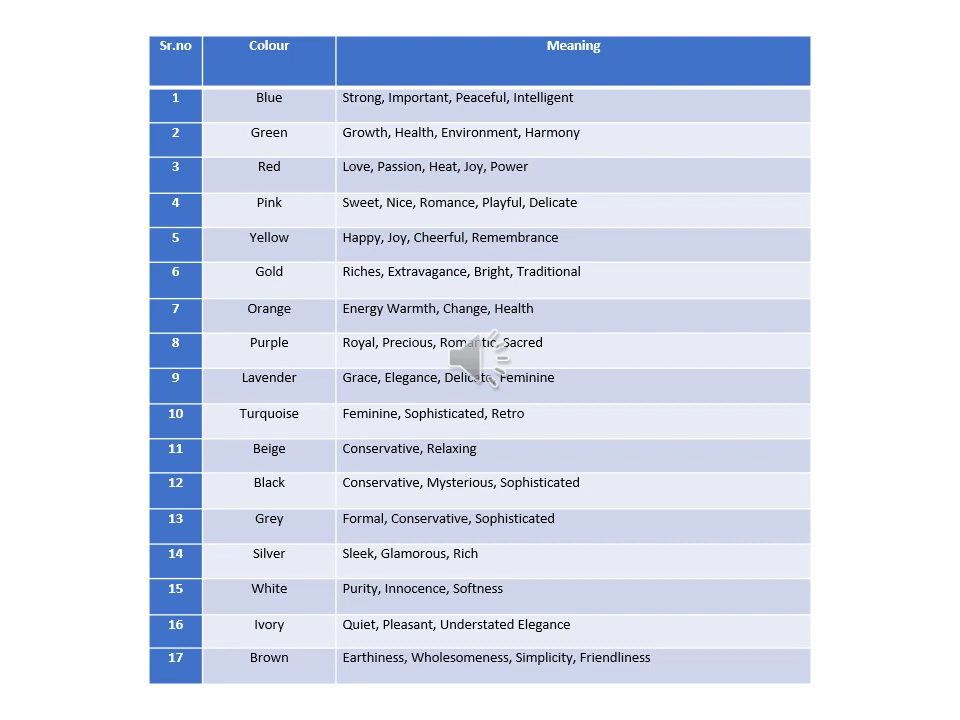 Sr.no Colour Meaning
1 Blue Strong, Important, Peaceful, Intelligent
2 Green Growth, Health, Environment, Harmony
3 Red Love, Passion, Heat, Joy, Power
4 Pink Sweet, Nice, Romance, Playful, Delicate
5 Yellow Happy, Joy, Cheerful, Remembrance
6 Gold Riches, Extravagance, Bright, Traditional
7 Orange Energy Warmth, Change, Health
8 Purple Royal, Precious, Romantic, Sacred
9 Lavender Grace, Elegance, Delicate, Feminine
10 Turquoise Feminine, Sophisticated, Retro
11 Beige Conservative, Relaxing
12 Black Conservative, Mysterious, Sophisticated
13 Grey Formal, Conservative, Sophisticated
14 Silver Sleek, Glamorous, Rich
15 White Purity, Innocence, Softness
16 Ivory Quiet, Pleasant, Understated Elegance
17 Brown Earthiness, Wholesomeness, Simplicity, Friendliness